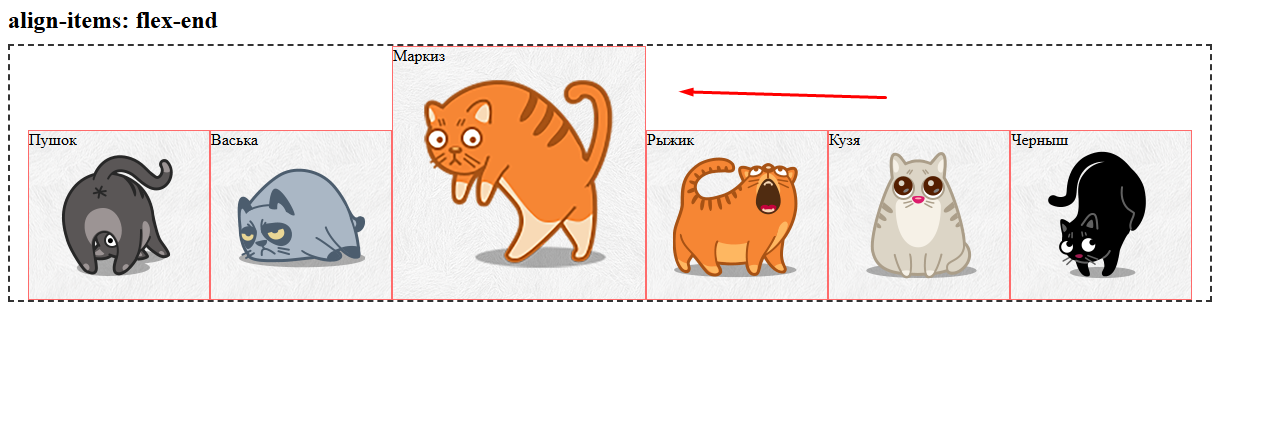 align-items: flex-end
Маркиз
Пушок
Васька
Рыжик
Кузя
Черныш